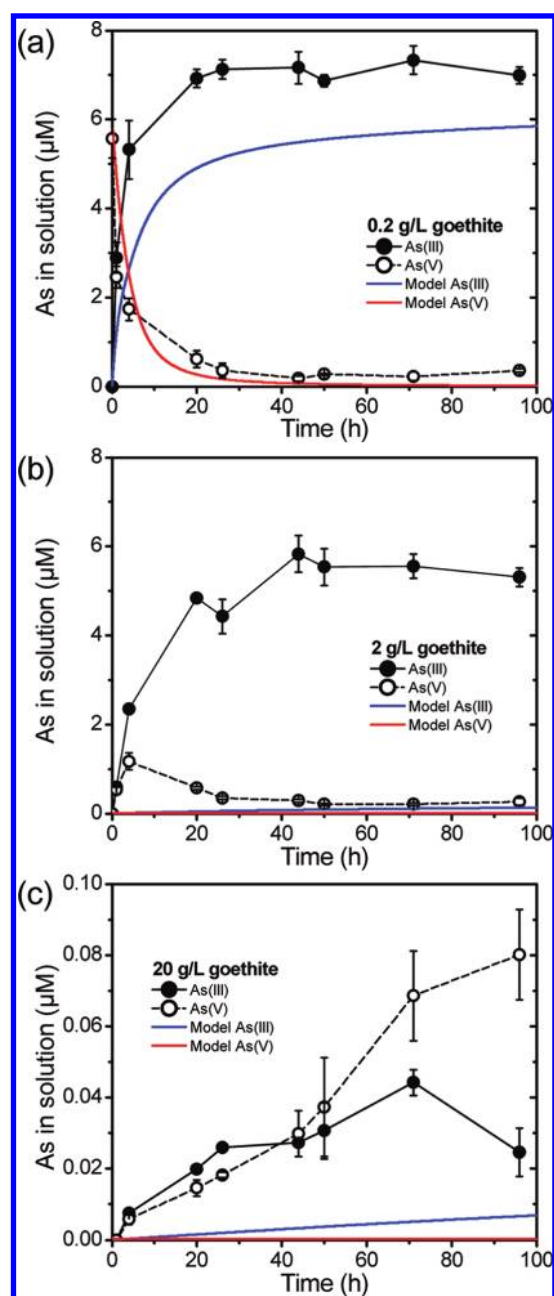 (a)
As in solution (µM)
8
6
4
2
0
0.2 g/L goethite
As(III)
As(V)
Model As(III)
Model As(V)
0 20 40 60 80 100
Time (h)
(b)
As in solution (µM)
8
6
4
2
0
2 g/L goethite
As(III)
As(V)
Model As(III)
Model As(V)
0 20 40 60 80 100
Time (h)
(c)
As in solution (µM)
0.10
0.08
0.06
0.04
0.02
0.00
20 g/L goethite
As(III)
As(V)
Model As(III)
Model As(V)
0 20 40 60 80 100
Time (h)